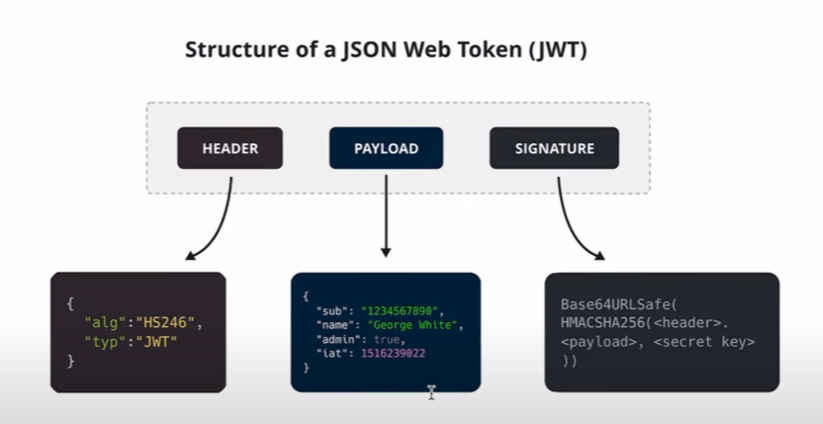 Structure of a JSON Web Token (JWT)
HEADER
PAYLOAD
SIGNATURE
{
"alg":"HS246",
"typ":"JWT"
}
{
"sub": "1234567890",
"name": "George White",
"admin": true,
"iat": 1516239022
}
Base64URLSafe(
HMACSHA256(<header>.
<payload>, <secret key>
))